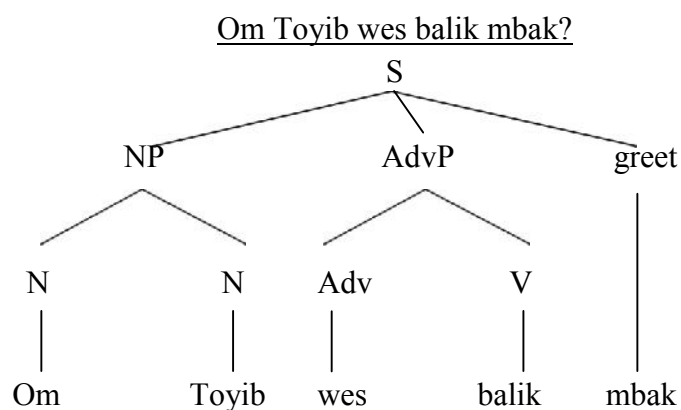 Om Toyib wes balik mbak?
S
NP AdvP greet
N N Adv V
Om Toyib wes balik mbak